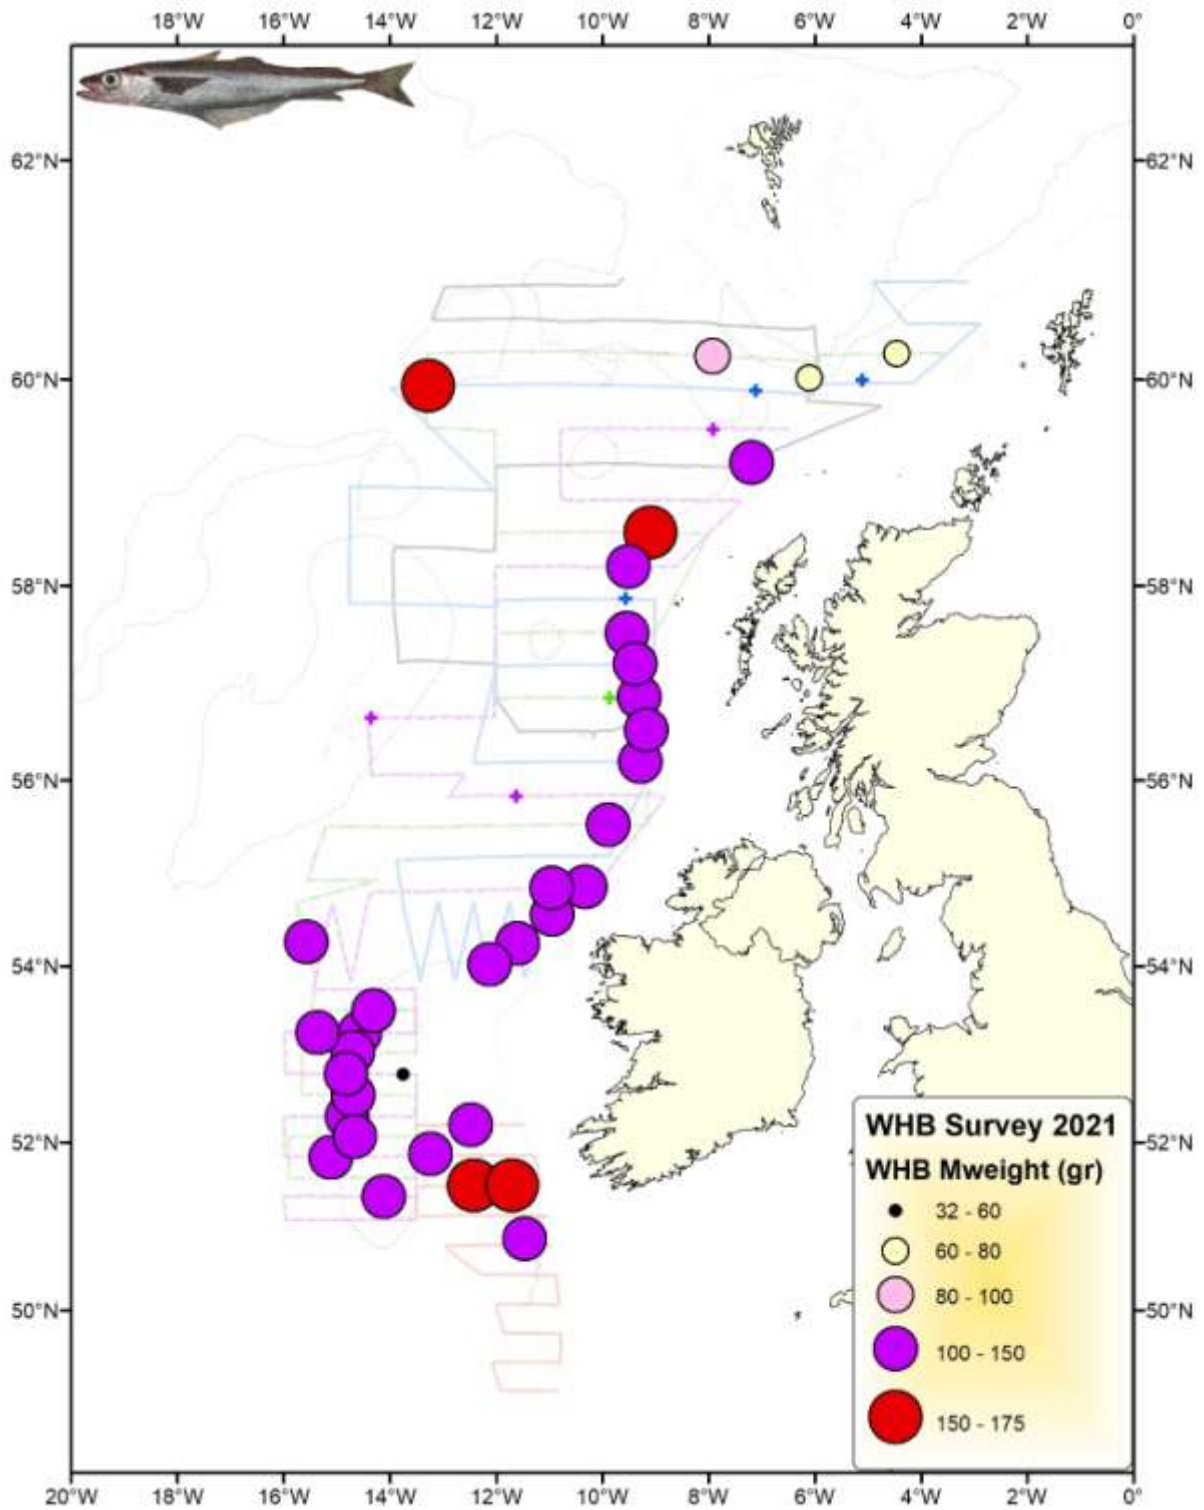 18°W 16°W 14°W 12°W 10°W 8°W 6°W 4°W 2°W 0°
62°N 62°N
60°N 60°N
58°N 58°N
56°N 56°N
54°N 54°N
52°N 52°N
50°N 50°N
WHB Survey 2021
WHB Mweight (gr)
32 - 60
60 - 80
80 - 100
100 - 150
150 - 175
20°W 18°W 16°W 14°W 12°W 10°W 8°W 6°W 4°W 2°W 0°